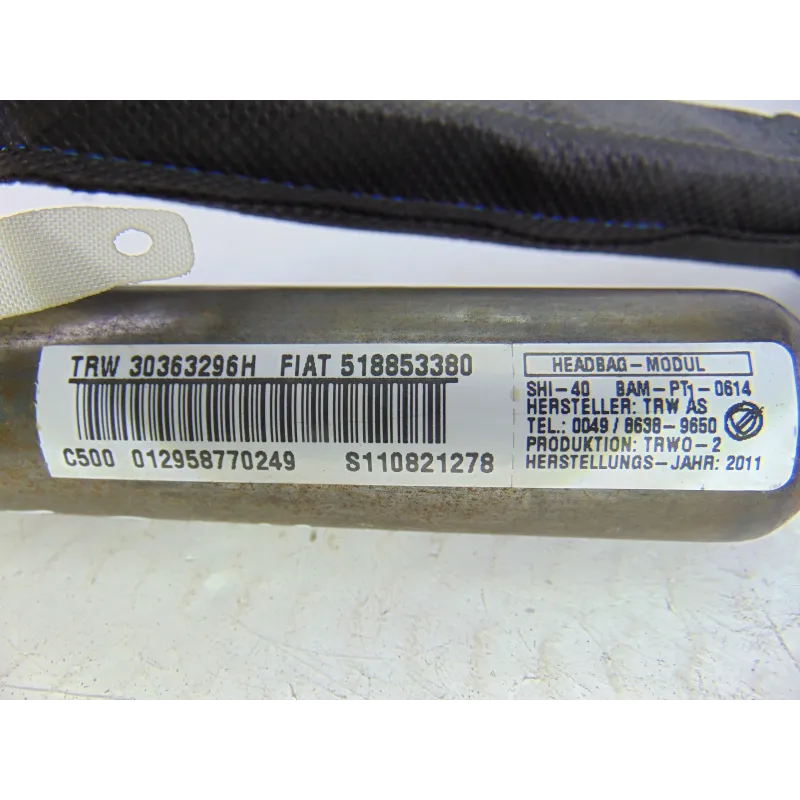 TRW 30363296H FIAT 518853380
C500 012958770249 S110821278
HEADBAG-MODUL
SHI-40 BAM-PT1-0614
HERSTELLER: TRW AS
TEL.: 0049/8638-9650
PRODUKTION: TRWO-2
HERSTELLUNGS-JAHR: 2011